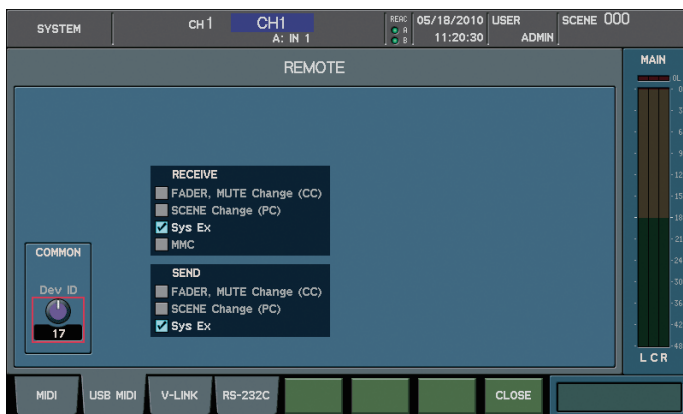 SYSTEM
CH 1
CH1
A: IN 1
REAC
A
B
05/18/2010
11:20:30
USER
ADMIN
SCENE 000
REMOTE
MAIN
OL
0
3
6
9
12
15
18
21
24
30
36
42
48
L C R
RECEIVE
FADER, MUTE Change (CC)
SCENE Change (PC)
Sys Ex
MMC
COMMON
Dev ID
17
SEND
FADER, MUTE Change (CC)
SCENE Change (PC)
Sys Ex
MIDI
USB MIDI
V-LINK
RS-232C
CLOSE